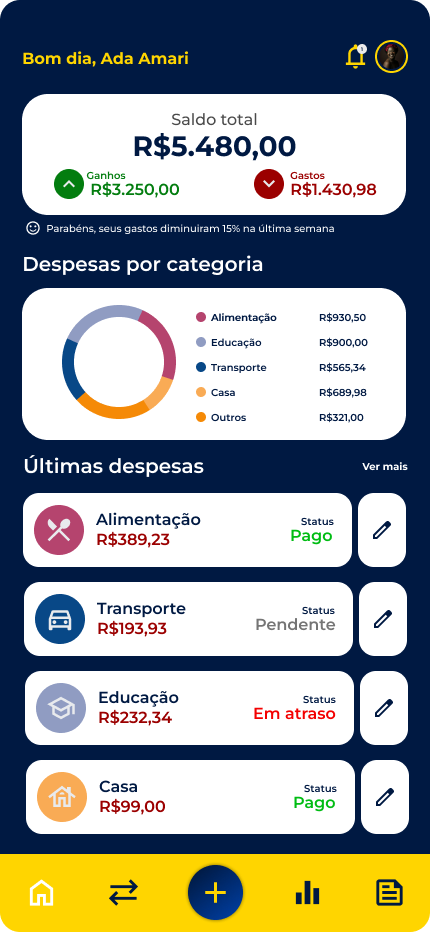 Bom dia, Ada Amari
1
Saldo total
R$5.480,00
Ganhos
R$3.250,00
Gastos
R$1.430,98
Parabéns, seus gastos diminuiram 15% na última semana
Despesas por categoria
Alimentação R$930,50
Educação R$900,00
Transporte R$565,34
Casa R$689,98
Outros R$321,00
Últimas despesas
Ver mais
Alimentação
R$389,23
Status
Pago
Transporte
R$193,93
Status
Pendente
Educação
R$232,34
Status
Em atraso
Casa
R$99,00
Status
Pago